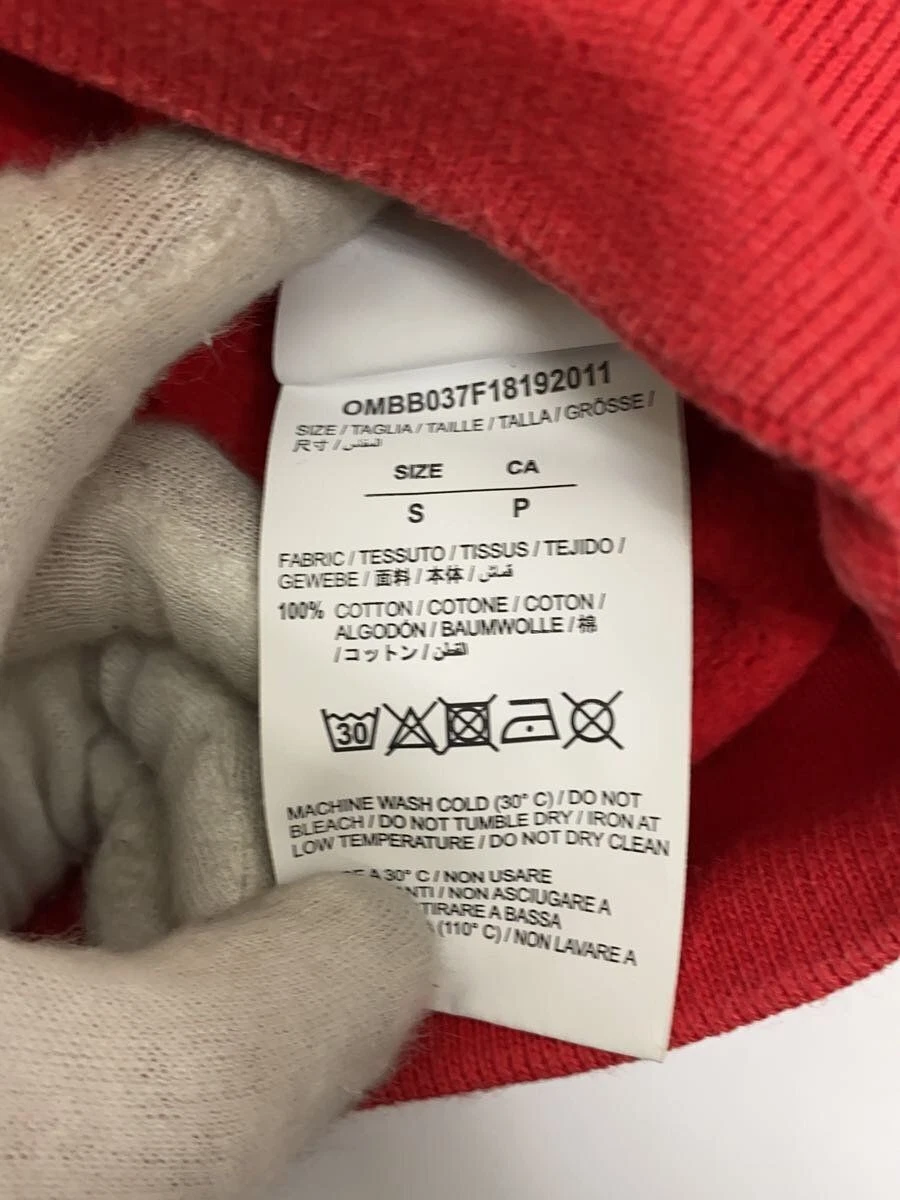 OMBB037F18192011
SIZE / TAGLIA / TAILLE / TALLA / GRÖSSE /
尺寸 / المقاس
SIZE CA
S P
FABRIC / TESSUTO / TISSUS / TEJIDO /
GEWEBE / 面料 / 本体 / قماش
100% COTTON / COTONE / COTON /
ALGODÓN / BAUMWOLLE / 棉
/ コットン / القطن
30
MACHINE WASH COLD (30° C) / DO NOT
BLEACH / DO NOT TUMBLE DRY / IRON AT
LOW TEMPERATURE / DO NOT DRY CLEAN
A 30° C / NON USARE
/ NON ASCIUGARE A
TIRARE A BASSA
(110° C) / NON LAVARE A